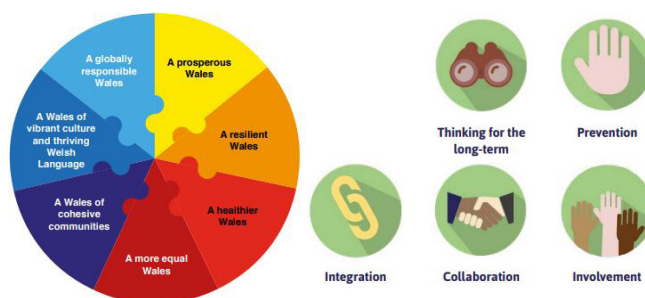 A globally
responsible
Wales
A prosperous
Wales
A resilient
Wales
A healthier
Wales
A more equal
Wales
A Wales of
cohesive
communities
A Wales of
vibrant culture
and thriving
Welsh
Language
Thinking for the
long-term
Prevention
Integration
Collaboration
Involvement